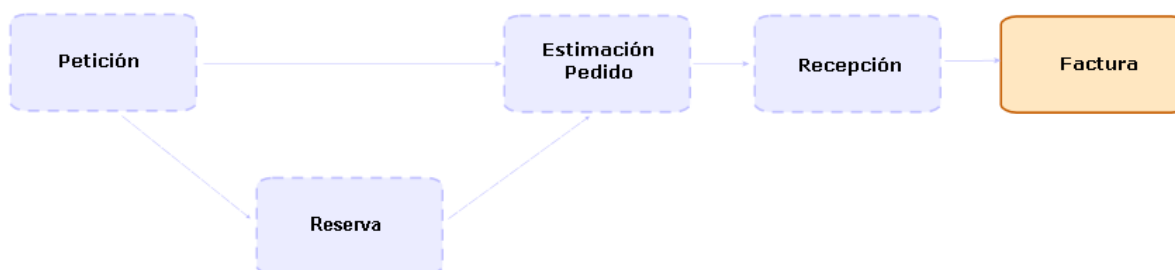 Petición
Estimación
Pedido
Recepción
Factura
Reserva